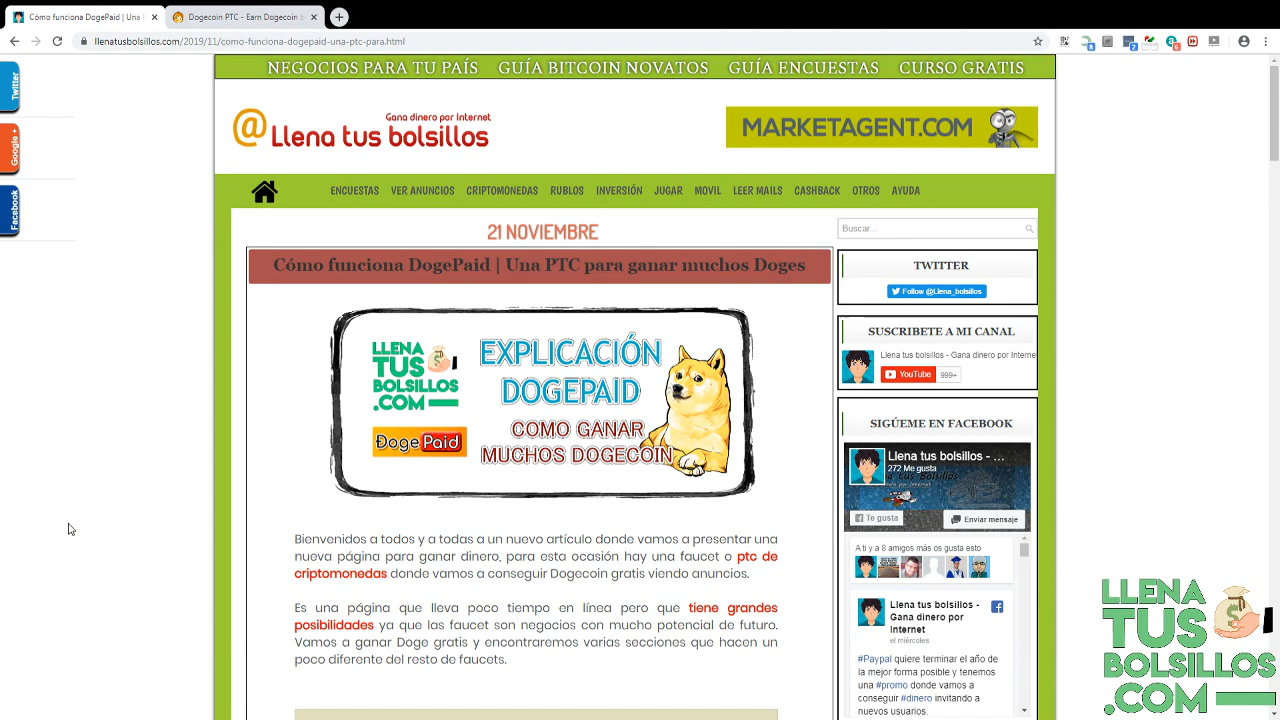 Cómo funciona DogePaid | Una
Dogecoin PTC - Earn Dogecoin b
llenatusbolsillos.com/2019/11/como-funciona-dogepaid-una-ptc-para.html
Twitter
Google +
Facebook
NEGOCIOS PARA TU PAÍS GUÍA BITCOIN NOVATOS GUÍA ENCUESTAS CURSO GRATIS
Gana dinero por Internet
@Llena tus bolsillos
MARKETAGENT.COM
ENCUESTAS VER ANUNCIOS CRIPTOMONEDAS RUBLOS INVERSIÓN JUGAR MOVIL LEER MAILS CASHBACK OTROS AYUDA
21 NOVIEMBRE
Cómo funciona DogePaid | Una PTC para ganar muchos Doges
LLENA
TUS
BOLSILLOS
.COM
DogePaid
EXPLICACIÓN
DOGEPAID
COMO GANAR
MUCHOS DOGECOIN
Bienvenidos a todos y a todas a un nuevo artículo donde vamos a presentar una
nueva página para ganar dinero, para esta ocasión hay una faucet o ptc de
criptomonedas donde vamos a conseguir Dogecoin gratis viendo anuncios.
Es una página que lleva poco tiempo en línea pero que tiene grandes
posibilidades ya que las faucet son negocios con mucho potencial de futuro.
Vamos a ganar Doge gratis y encontraremos varias secciones que hacen un
poco diferente del resto de faucets.
Buscar...
TWITTER
Follow @Llena_bolsillos
SUSCRIBETE A MI CANAL
Llena tus bolsillos - Gana dinero por Interne
YouTube 999+
SIGÚEME EN FACEBOOK
Llena tus bolsillos - ...
272 Me gusta
Te gusta
Enviar mensaje
A ti y a 8 amigos más os gusta esto
Llena tus bolsillos -
Gana dinero por
Internet
el miércoles
#Paypal quiere terminar el año de
la mejor forma posible y tenemos
una #promo donde vamos a
conseguir #dinero invitando a
nuevos usuarios.
LLENA
TUS
BOLSILLOS
.COM